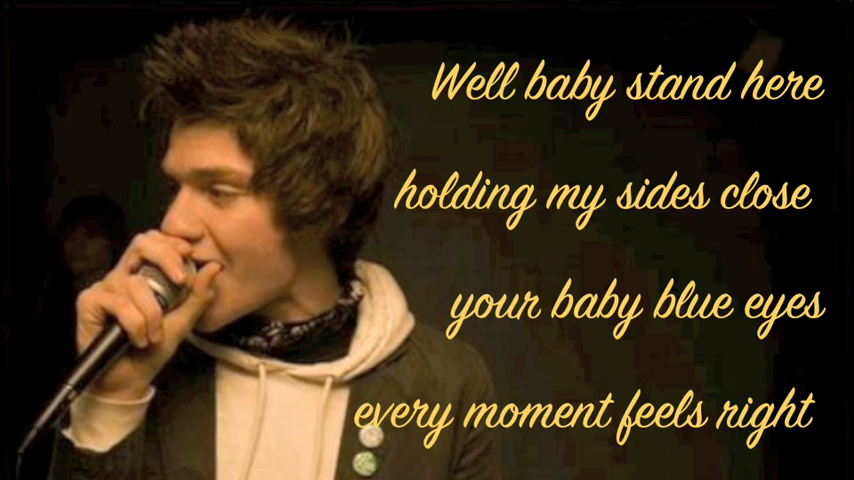 Well baby stand here
holding my sides close
your baby blue eyes
every moment feels right